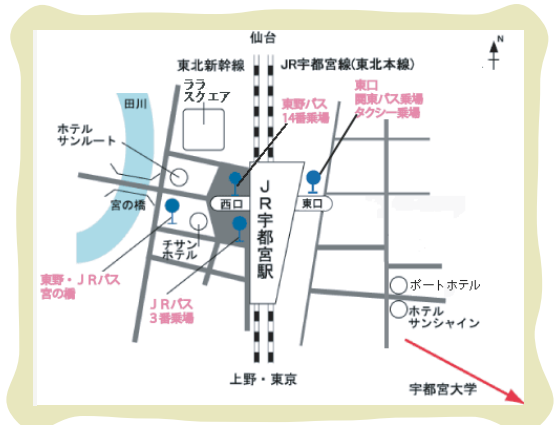 仙台
N
東北新幹線
JR宇都宮線(東北本線)
ララ
スクエア
田川
東野バス
14番乗場
東口
関東バス乗場
タクシー乗場
ホテル
サンルート
宮の橋
西口
JR宇都宮駅
東口
チサン
ホテル
東野・JRバス
宮の橋
JRバス
3番乗場
ポートホテル
ホテル
サンシャイン
上野・東京
宇都宮大学